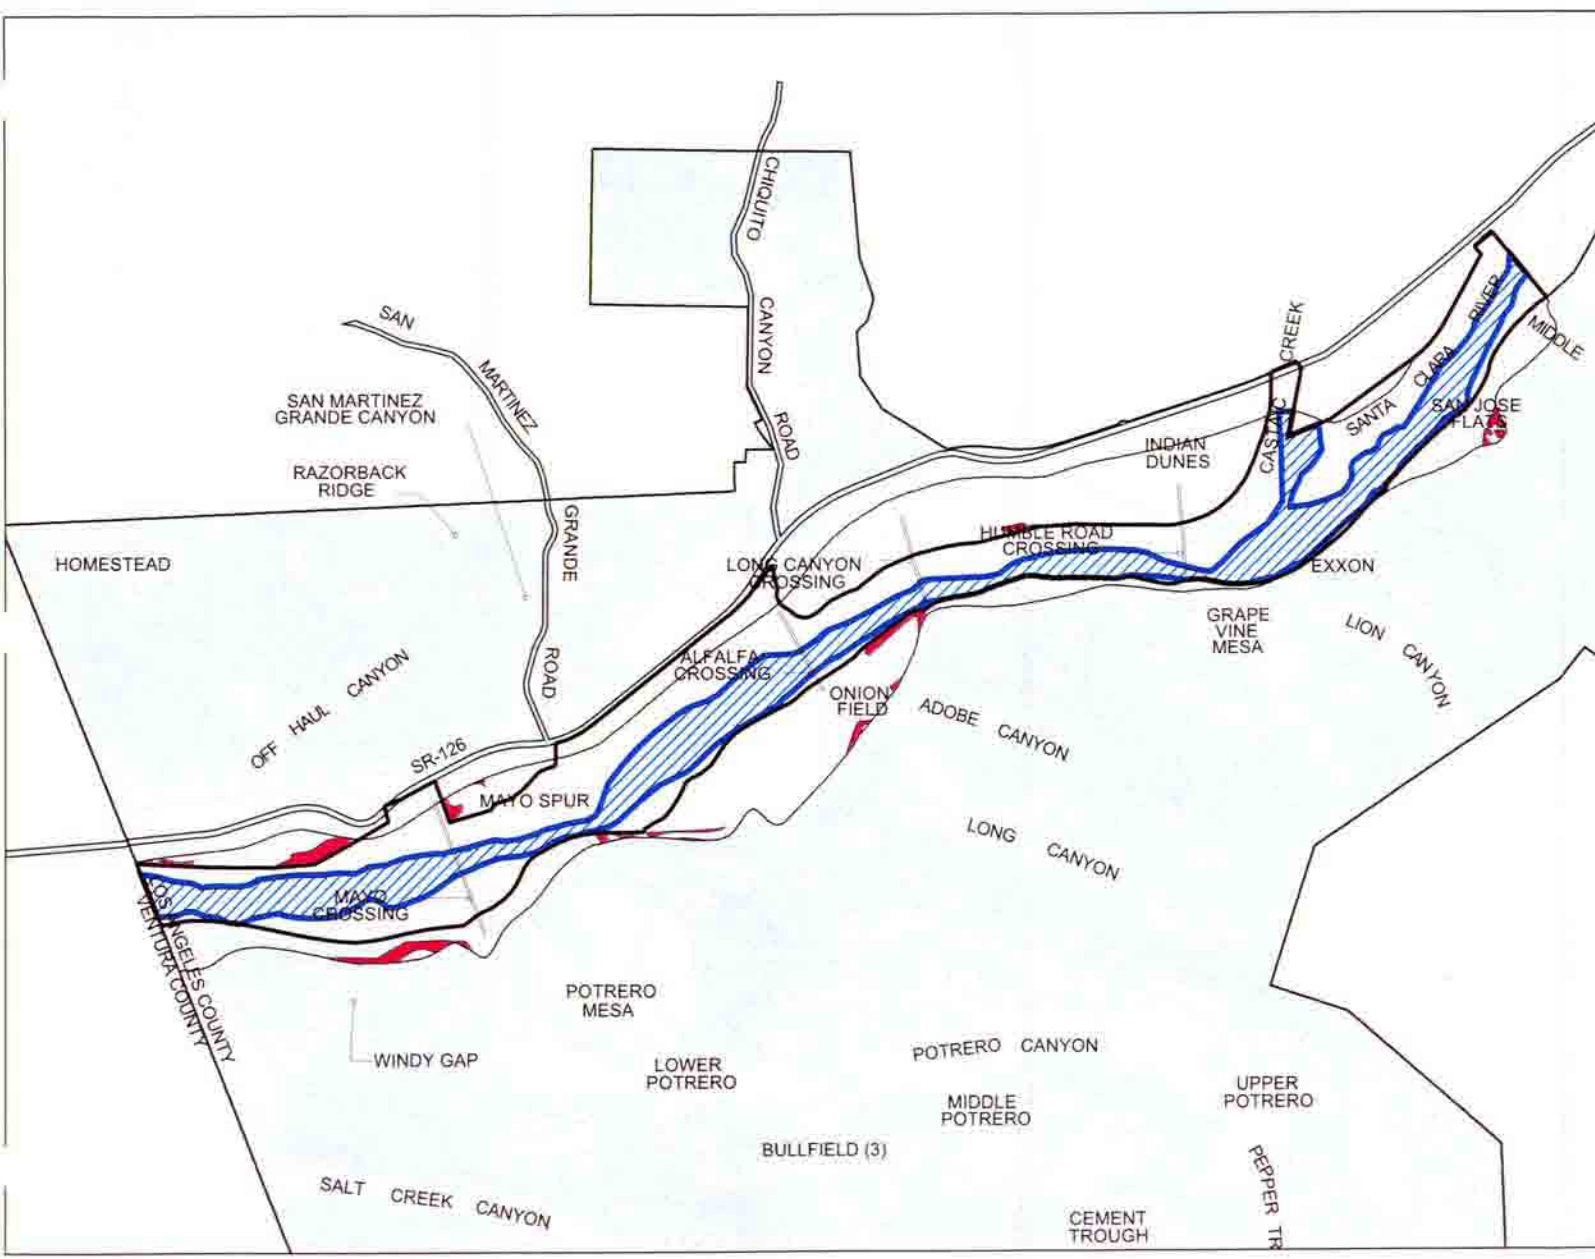 CHIQUITO
CANYON
ROAD
SAN
MARTINEZ
GRANDE
ROAD
SAN MARTINEZ
GRANDE CANYON
RAZORBACK
RIDGE
HOMESTEAD
OFF HAUL CANYON
SR-126
CASTAIC CREEK
SANTA CLARA RIVER
MIDDLE
SAN JOSE
FLATS
INDIAN
DUNES
HUMBLE ROAD
CROSSING
LONG CANYON
CROSSING
EXXON
GRAPE
VINE
MESA
LION CANYON
ALFALFA
CROSSING
ONION
FIELD
ADOBE CANYON
MAYO SPUR
LONG CANYON
MAYO
CROSSING
LOS ANGELES COUNTY
VENTURA COUNTY
POTRERO
MESA
WINDY GAP
LOWER
POTRERO
POTRERO CANYON
MIDDLE
POTRERO
UPPER
POTRERO
BULLFIELD (3)
PEPPER TR
SALT CREEK CANYON
CEMENT
TROUGH